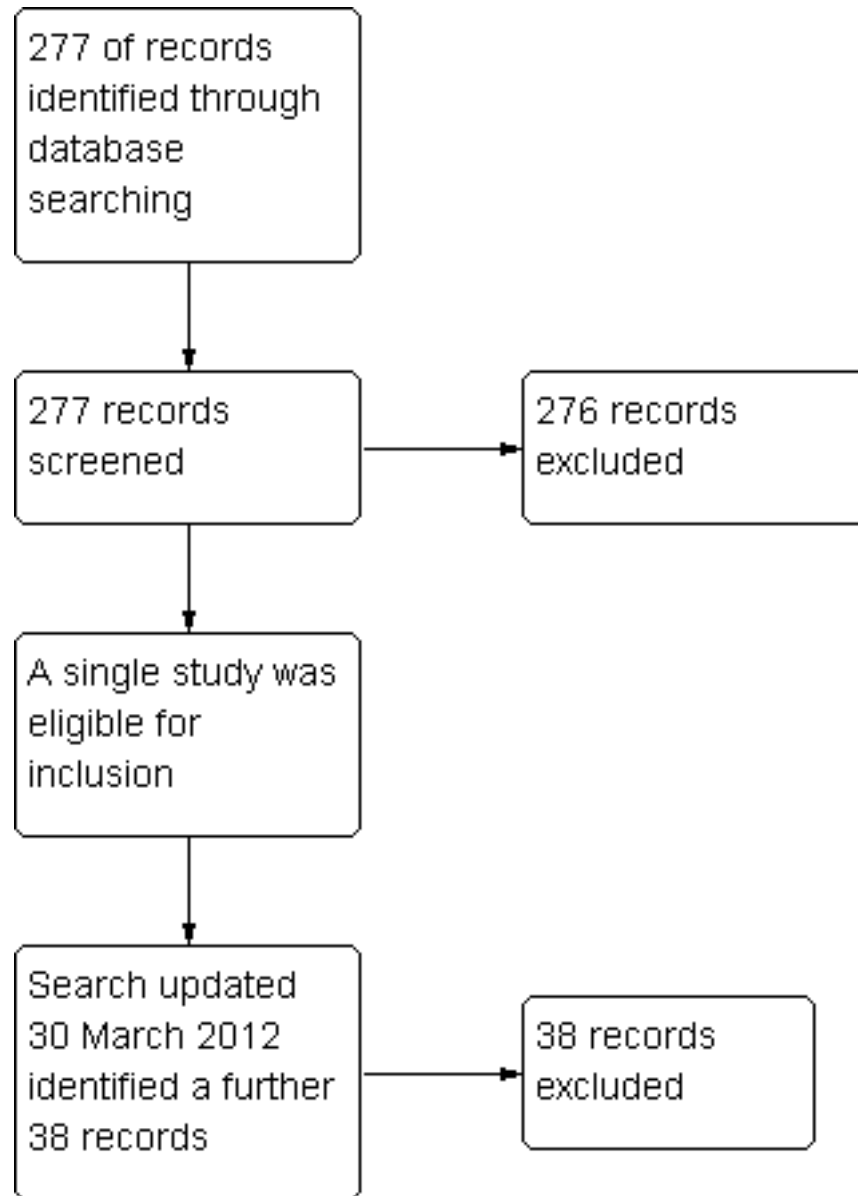 277 of records
identified through
database
searching
277 records
screened
276 records
excluded
A single study was
eligible for
inclusion
Search updated
30 March 2012
identified a further
38 records
38 records
excluded